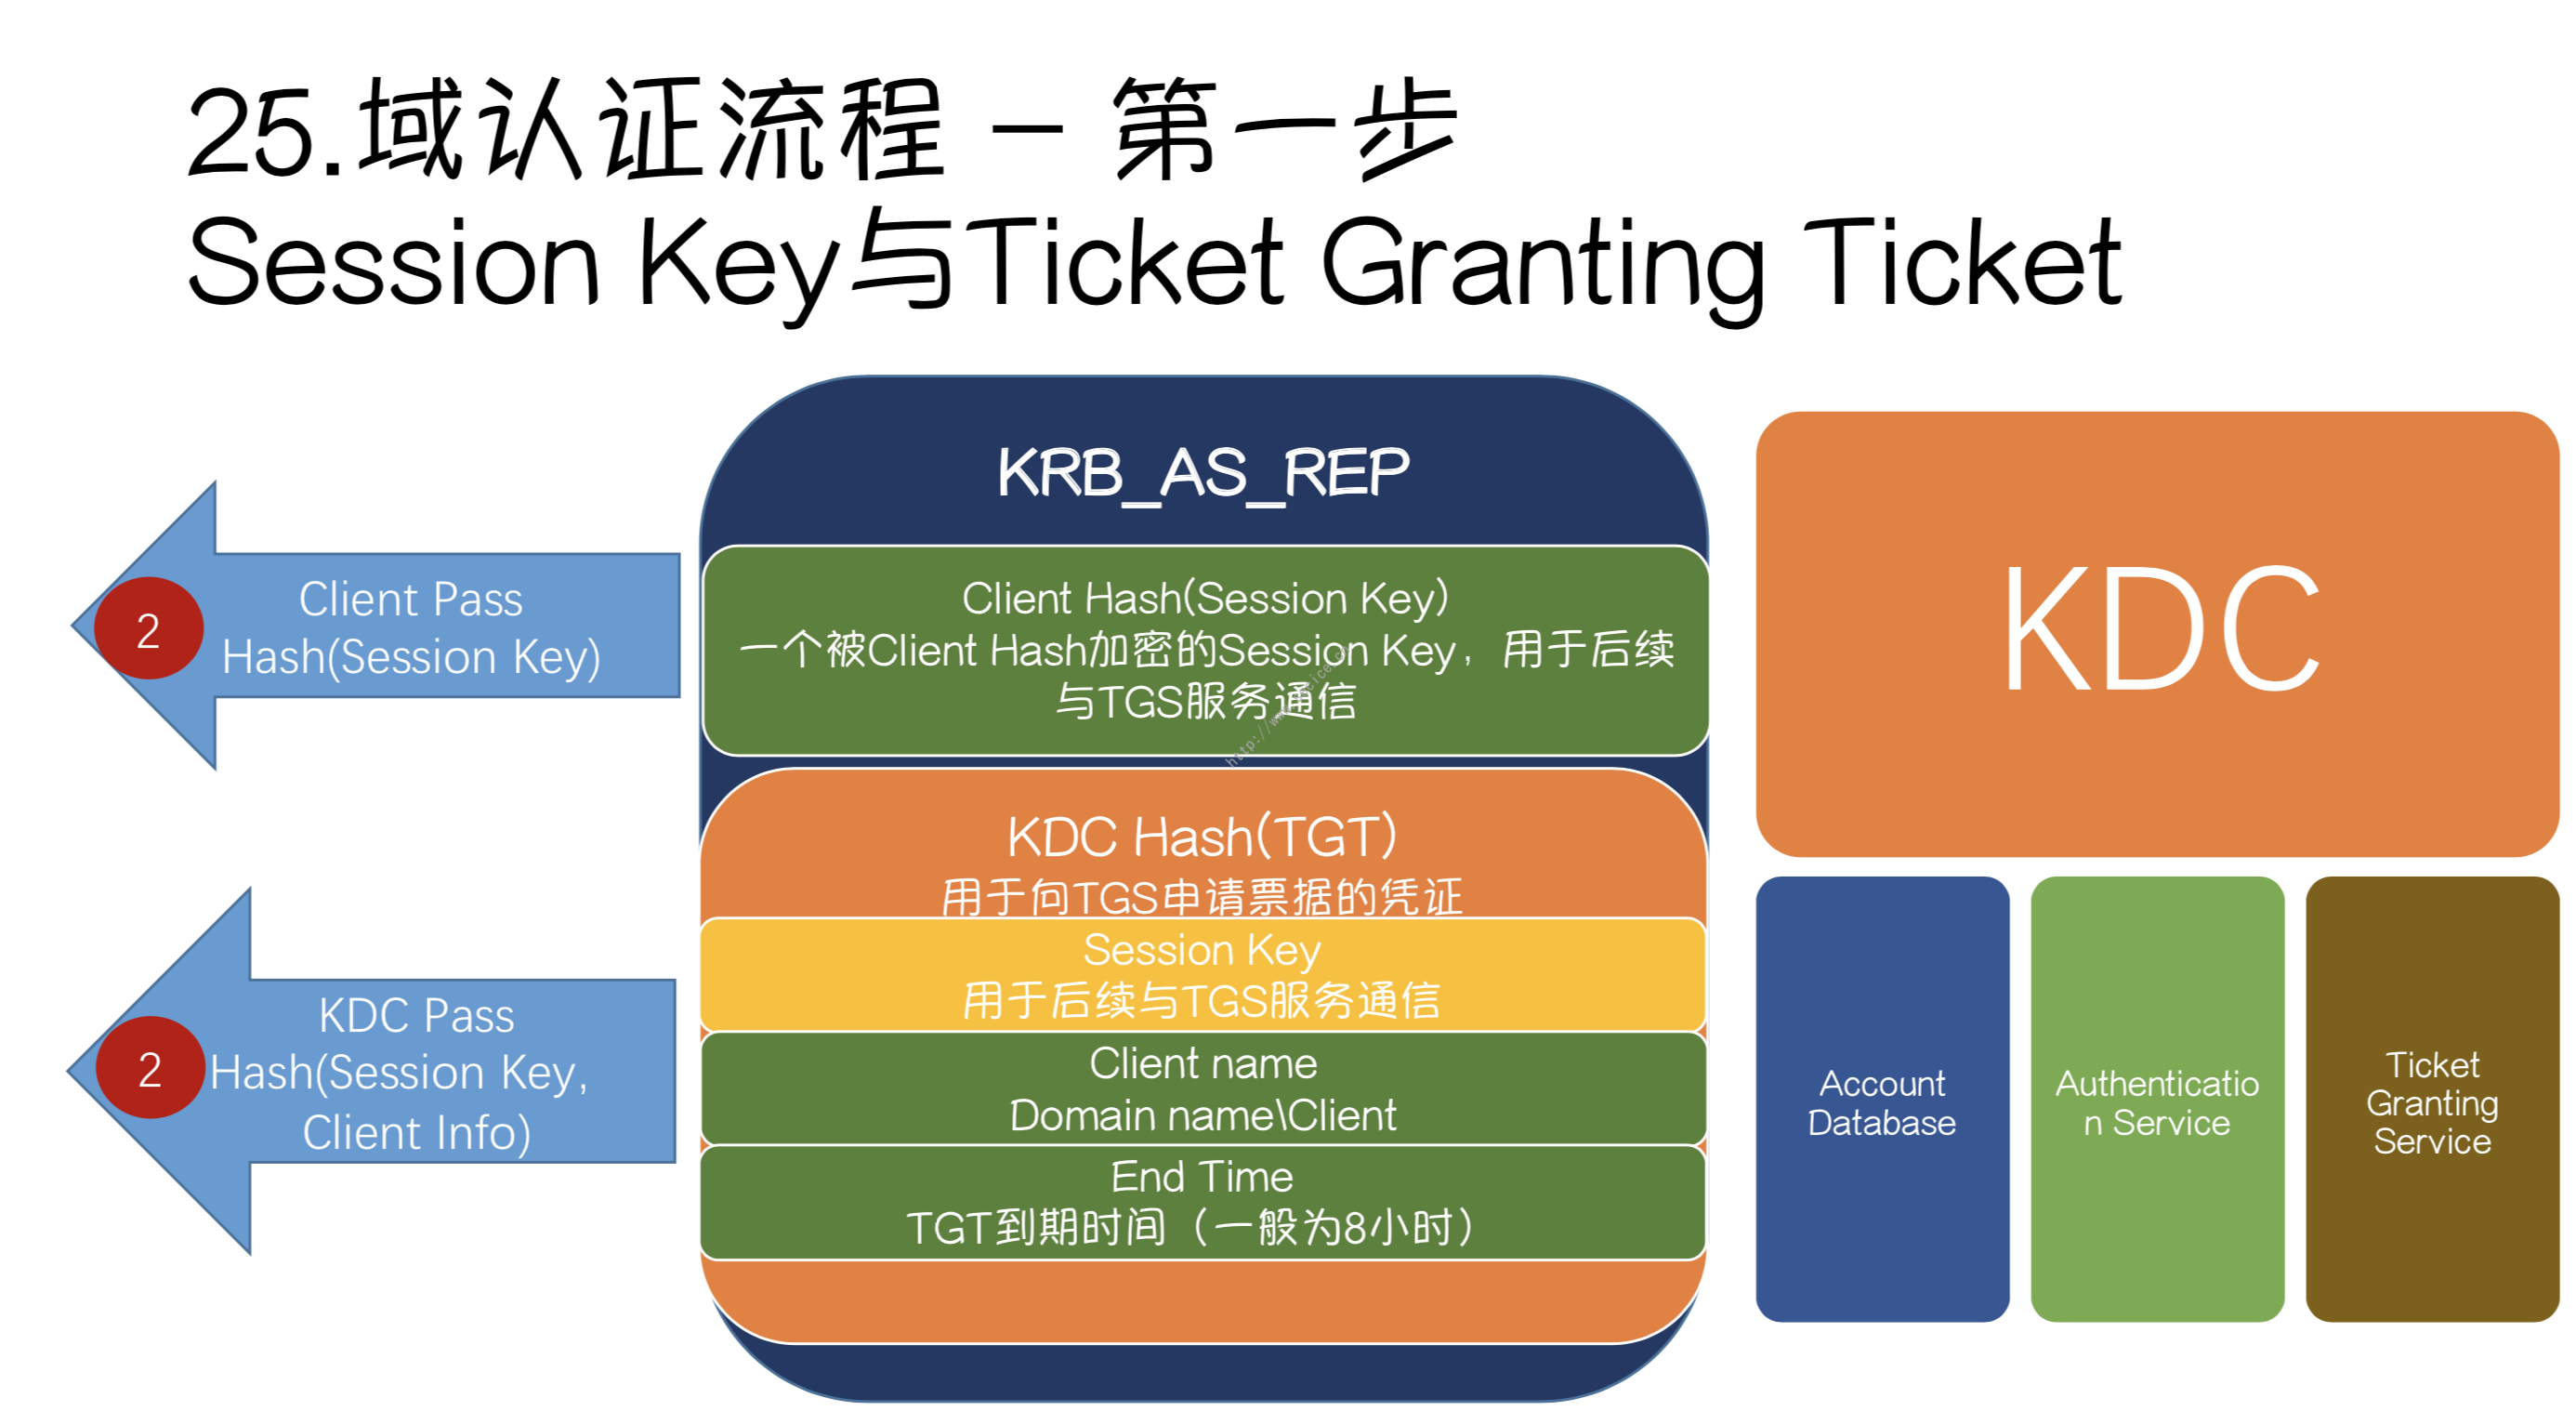 25.域认证流程 – 第一步
Session Key与Ticket Granting Ticket
KRB_AS_REP
Client Pass
Hash(Session Key)
2
Client Hash(Session Key)
一个被Client Hash加密的Session Key，用于后续
与TGS服务通信
KDC
KDC Hash(TGT)
用于向TGS申请票据的凭证
Session Key
用于后续与TGS服务通信
KDC Pass
Hash(Session Key,
Client Info)
2
Client name
Domain name\Client
End Time
TGT到期时间（一般为8小时）
Account
Database
Authenticatio
n Service
Ticket
Granting
Service